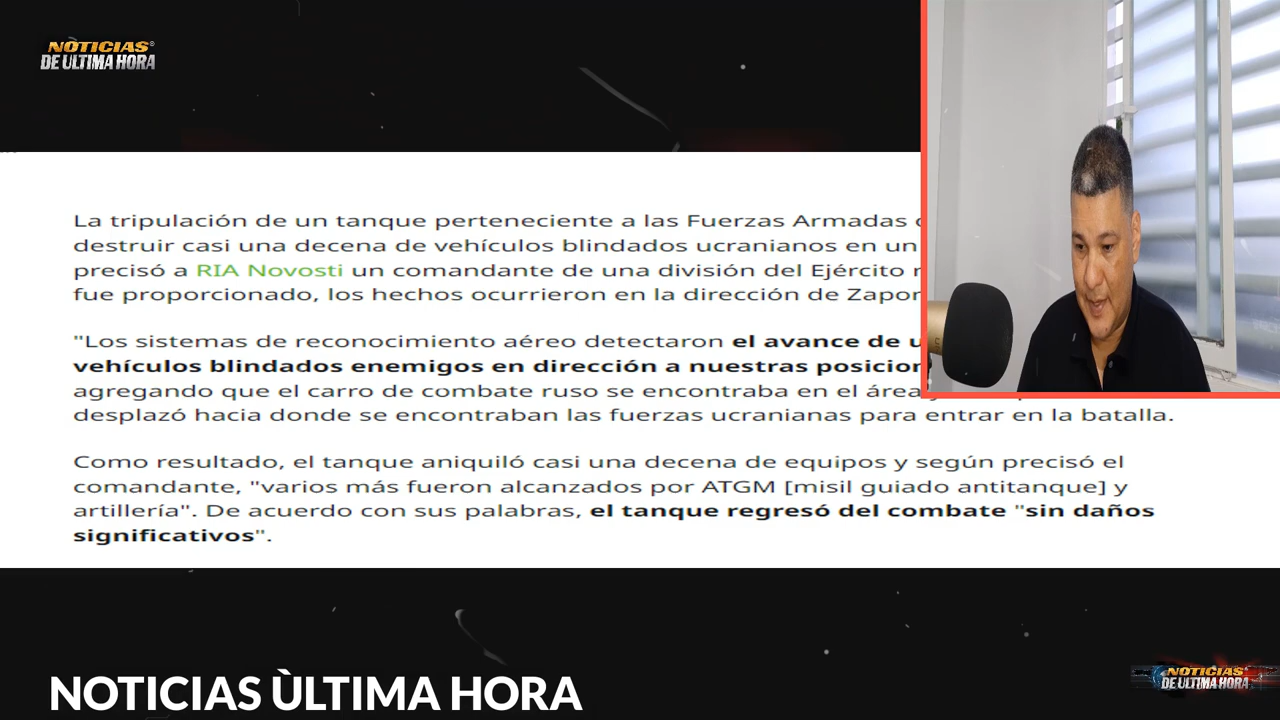 NOTICIAS®
DE ULTIMA HORA
La tripulación de un tanque perteneciente a las Fuerzas Armadas
destruir casi una decena de vehículos blindados ucranianos en un
precisó a RIA Novosti un comandante de una división del Ejército
fue proporcionado, los hechos ocurrieron en la dirección de
"Los sistemas de reconocimiento aéreo detectaron el avance de
vehículos blindados enemigos en dirección a nuestras
agregando que el carro de combate ruso se encontraba en el
desplazó hacia donde se encontraban las fuerzas ucranianas para entrar en la batalla.
Como resultado, el tanque aniquiló casi una decena de equipos y según precisó el
comandante, "varios más fueron alcanzados por ATGM [misil guiado antitanque] y
artillería". De acuerdo con sus palabras, el tanque regresó del combate "sin daños
significativos".
NOTICIAS ÙLTIMA HORA
NOTICIAS
DE ULTIMA HORA